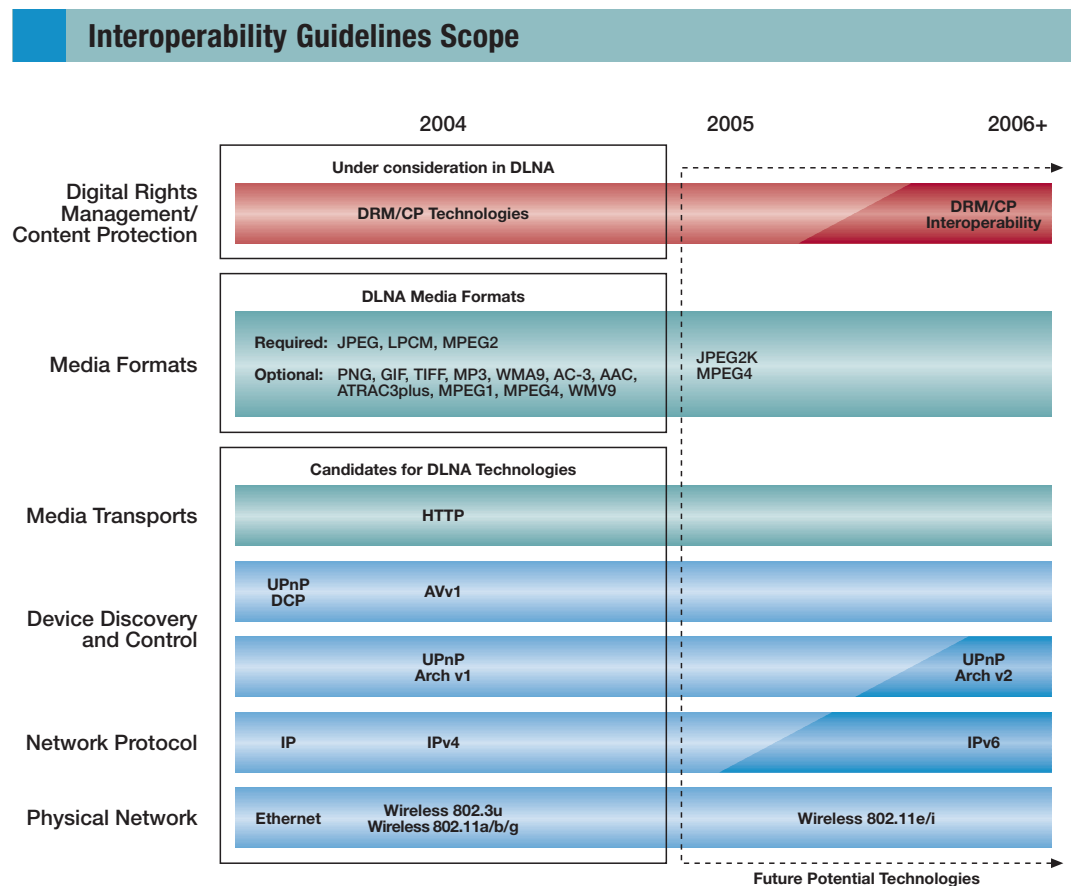 Interoperability Guidelines Scope
2004
2005
2006+
Under consideration in DLNA
Digital Rights
Management/
Content Protection
DRM/CP Technologies
DRM/CP
Interoperability
DLNA Media Formats
Media Formats
Required: JPEG, LPCM, MPEG2
Optional: PNG, GIF, TIFF, MP3, WMA9, AC-3, AAC,
ATRAC3plus, MPEG1, MPEG4, WMV9
JPEG2K
MPEG4
Candidates for DLNA Technologies
Media Transports
HTTP
Device Discovery
and Control
UPnP
DCP
AVv1
UPnP
Arch v1
UPnP
Arch v2
Network Protocol
IP
IPv4
IPv6
Physical Network
Ethernet
Wireless 802.3u
Wireless 802.11a/b/g
Wireless 802.11e/i
Future Potential Technologies